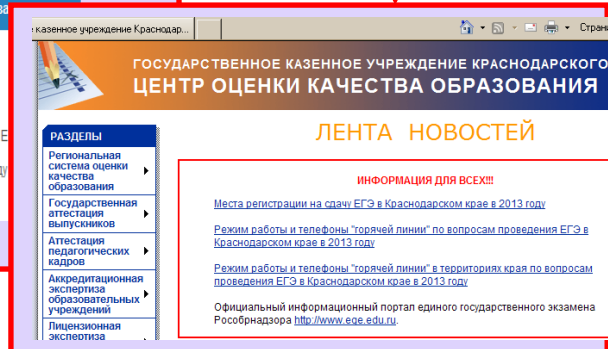 е казенное учреждение Краснодар...
Страна
ГОСУДАРСТВЕННОЕ КАЗЕННОЕ УЧРЕЖДЕНИЕ КРАСНОДАРСКОГО
ЦЕНТР ОЦЕНКИ КАЧЕСТВА ОБРАЗОВАНИЯ
РАЗДЕЛЫ
Региональная
система оценки
качества
образования
Государственная
аттестация
выпускников
Аттестация
педагогических
кадров
Аккредитационная
экспертиза
образовательных
учреждений
Лицензионная
экспертиза
ЛЕНТА НОВОСТЕЙ
ИНФОРМАЦИЯ ДЛЯ ВСЕХ!!!
Места регистрации на сдачу ЕГЭ в Краснодарском крае в 2013 году
Режим работы и телефоны "горячей линии" по вопросам проведения ЕГЭ в
Краснодарском крае в 2013 году
Режим работы и телефоны "горячей линии" в территориях края по вопросам
проведения ЕГЭ в Краснодарском крае в 2013 году
Официальный информационный портал единого государственного экзамена
Рособрнадзора http://www.ege.edu.ru.